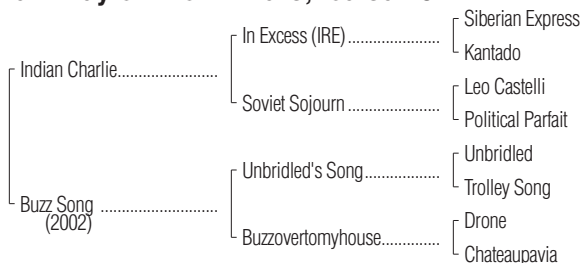 Siberian Express
In Excess (IRE)
Kantado
Indian Charlie
Leo Castelli
Soviet Sojourn
Political Parfait
Unbridled
Unbridled's Song
Trolley Song
Buzz Song
(2002)
Drone
Buzzovertomyhouse
Chateaupavia